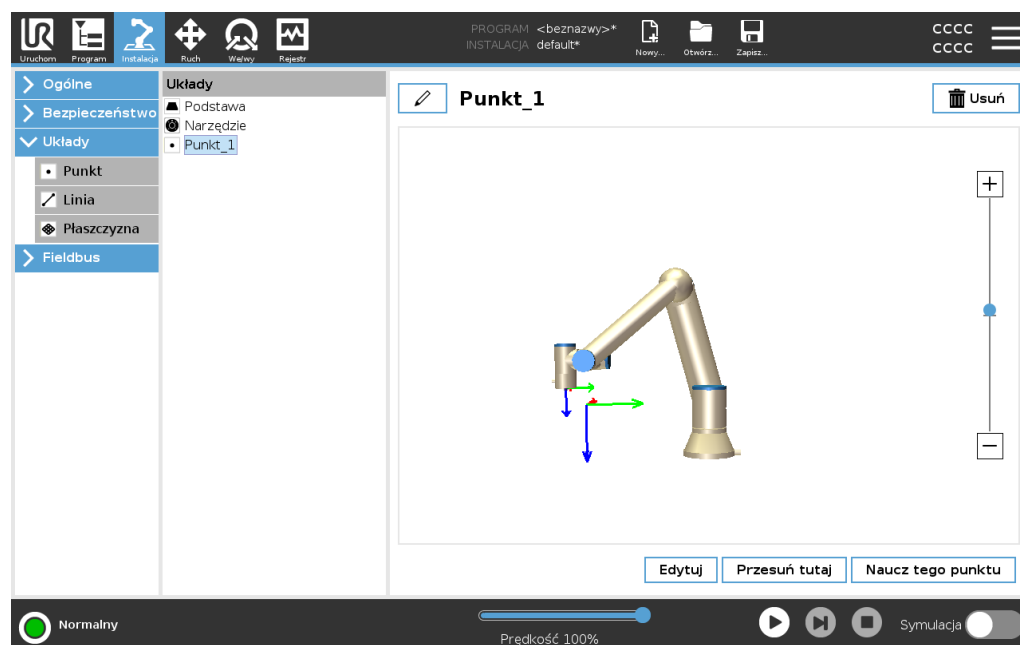 PROGRAM <beznazwy>*
INSTALACJA default*
cccc
cccc
Uruchom Program Instalacja Ruch We/wy Rejestr Nowy... Otwórz... Zapisz...
Ogólne
Bezpieczeństwo
Układy
Punkt
Linia
Płaszczyzna
Fieldbus
Układy
Podstawa
Narzędzie
Punkt_1
Punkt_1
Usuń
Edytuj Przesuń tutaj Naucz tego punktu
Normalny
Prędkość 100%
Symulacja